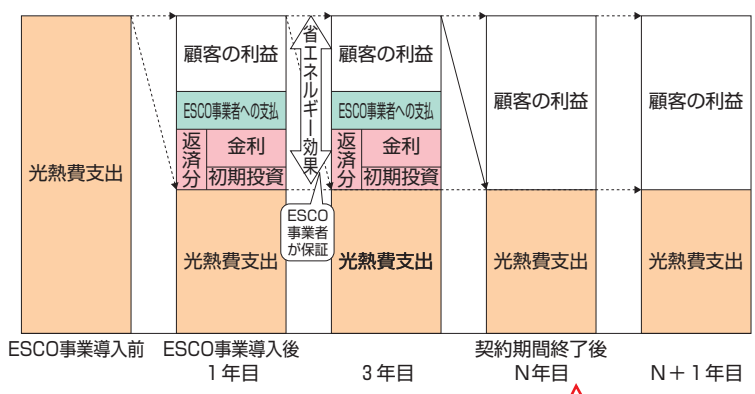 光熱費支出
ESCO事業導入前
顧客の利益
ESCO事業者への支払
返済分
金利
初期投資
光熱費支出
ESCO事業導入後
1年目
省エネルギー効果
ESCO
事業者
が保証
顧客の利益
ESCO事業者への支払
返済分
金利
初期投資
光熱費支出
3年目
顧客の利益
光熱費支出
契約期間終了後
N年目
顧客の利益
光熱費支出
N+1年目